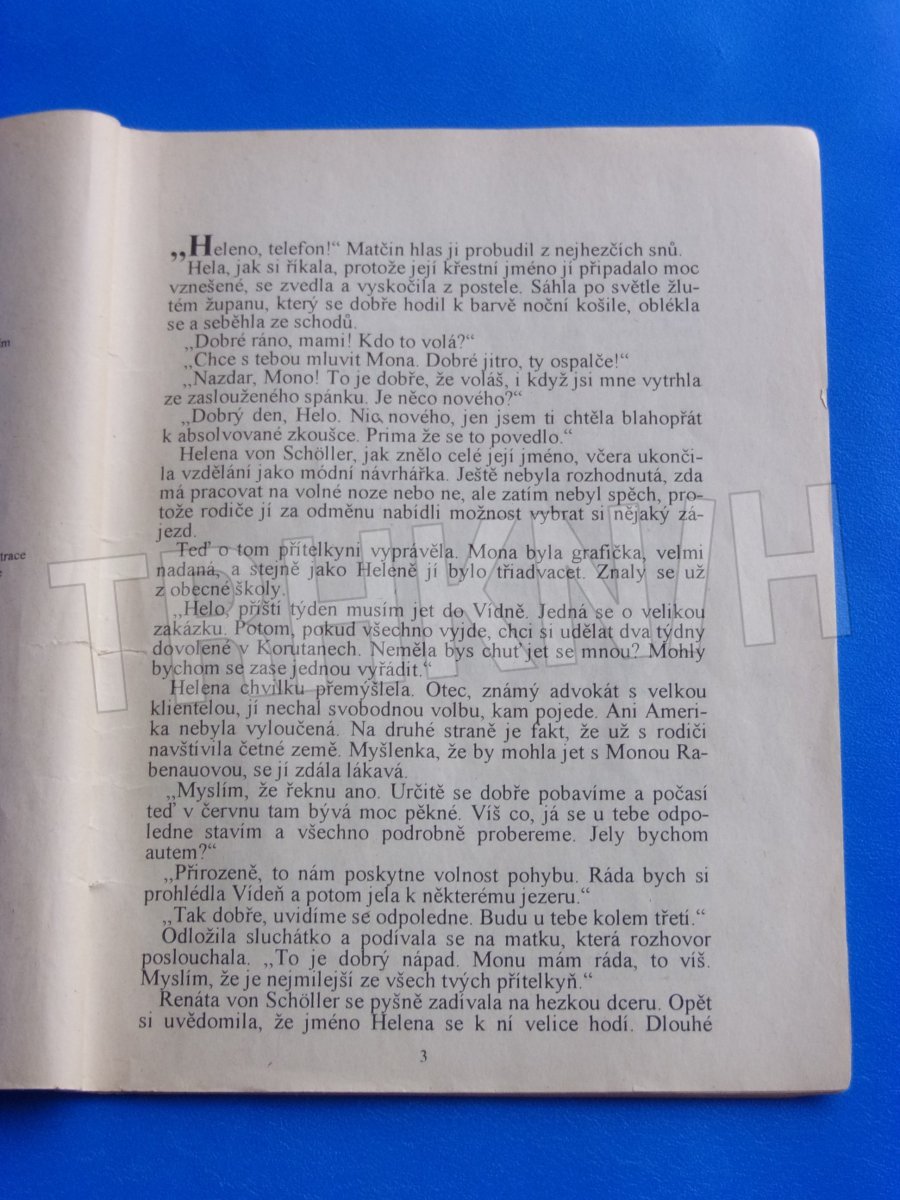 m
trace
e
„Heleno, telefon!“ Matčin hlas ji probudil z nejhezčích snů.
Hela, jak si říkala, protože její křestní jméno jí připadalo moc
vznešené, se zvedla a vyskočila z postele. Sáhla po světle žlu-
tém županu, který se dobře hodil k barvě noční košile, oblékla
se a seběhla ze schodů.
„Dobré ráno, mami! Kdo to volá?“
„Chce s tebou mluvit Mona. Dobré jitro, ty ospalče!“
„Nazdar, Mono! To je dobře, že voláš, i když jsi mne vytrhla
ze zaslouženého spánku. Je něco nového?“
„Dobrý den, Helo. Nic nového, jen jsem ti chtěla blahopřát
k absolvované zkoušce. Prima že se to povedlo.“
Helena von Schöller, jak znělo celé její jméno, včera ukonči-
la vzdělání jako módní návrhářka. Ještě nebyla rozhodnutá, zda
má pracovat na volné noze nebo ne, ale zatím nebyl spěch, pro-
tože rodiče jí za odměnu nabídli možnost vybrat si nějaký zá-
jezd.
Teď o tom přítelkyni vyprávěla. Mona byla grafička, velmi
nadaná, a stejně jako Heleně jí bylo třiadvacet. Znaly se už
z obecné školy.
„Helo, příští týden musím jet do Vídně. Jedná se o velikou
zakázku. Potom, pokud všechno vyjde, chci si udělat dva týdny
dovolené v Korutanech. Neměla bys chuť jet se mnou? Mohly
bychom se zase jednou vyřádit.“
Helena chvilku přemýšlela. Otec, známý advokát s velkou
klientelou, jí nechal svobodnou volbu, kam pojede. Ani Ameri-
ka nebyla vyloučená. Na druhé straně je fakt, že už s rodiči
navštívila četné země. Myšlenka, že by mohla jet s Monou Ra-
benauovou, se jí zdála lákavá.
„Myslím, že řeknu ano. Určitě se dobře pobavíme a počasí
teď v červnu tam bývá moc pěkné. Víš co, já se u tebe odpo-
ledne stavím a všechno podrobně probereme. Jely bychom
autem?“
„Přirozeně, to nám poskytne volnost pohybu. Ráda bych si
prohlédla Vídeň a potom jela k některému jezeru.“
„Tak dobře, uvidíme se odpoledne. Budu u tebe kolem třetí.“
Odložila sluchátko a podívala se na matku, která rozhovor
poslouchala. „To je dobrý nápad. Monu mám ráda, to víš.
Myslím, že je nejmilejší ze všech tvých přítelkyň.“
Renáta von Schöller se pyšně zadívala na hezkou dceru. Opět
si uvědomila, že jméno Helena se k ní velice hodí. Dlouhé
3